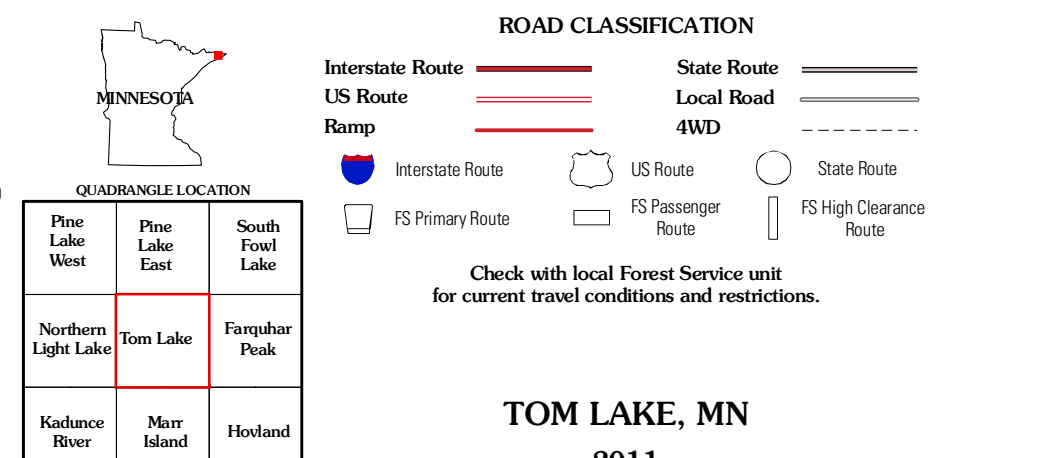 MINNESOTA
QUADRANGLE LOCATION
Pine
Lake
West
Pine
Lake
East
South
Fowl
Lake
Northern
Light Lake
Tom Lake
Farquhar
Peak
Kadunce
River
Marr
Island
Hovland
ROAD CLASSIFICATION
Interstate Route
State Route
US Route
Local Road
Ramp
4WD
Interstate Route
US Route
State Route
FS Primary Route
FS Passenger
Route
FS High Clearance
Route
Check with local Forest Service unit
for current travel conditions and restrictions.
TOM LAKE, MN
2011